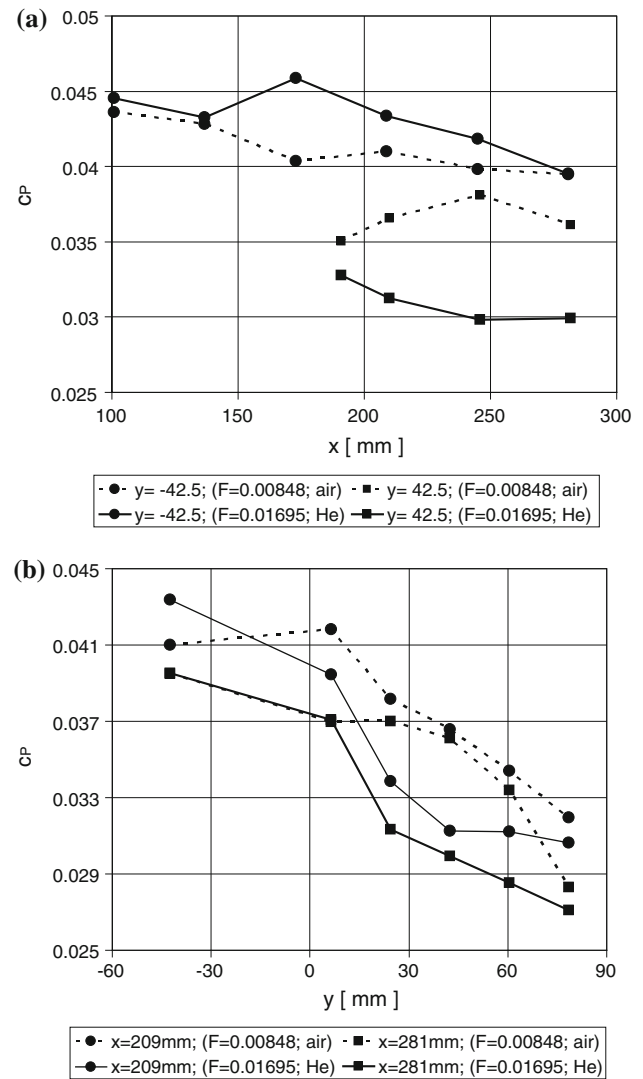 (a)
0.05
0.045
0.04
0.035
0.03
0.025
cP
100 150 200 250 300
x [ mm ]
y= -42.5; (F=0.00848; air) y= 42.5; (F=0.00848; air)
y= -42.5; (F=0.01695; He) y= 42.5; (F=0.01695; He)
(b)
0.045
0.041
0.037
0.033
0.029
0.025
cP
-60 -30 0 30 60 90
y [ mm ]
x=209mm; (F=0.00848; air) x=281mm; (F=0.00848; air)
x=209mm; (F=0.01695; He) x=281mm; (F=0.01695; He)